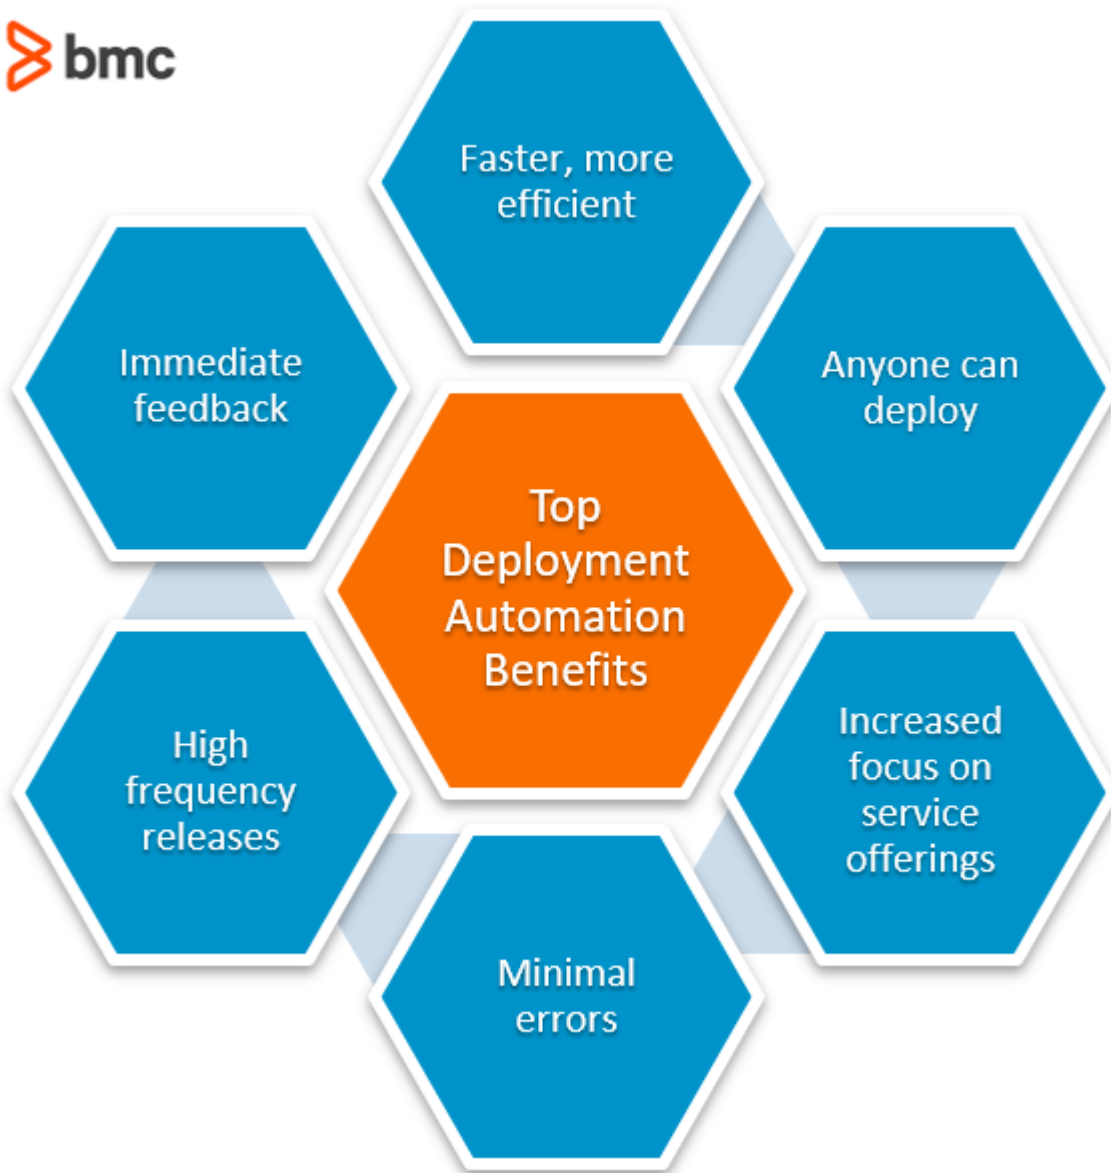 bmc
Faster, more
efficient
Anyone can
deploy
Increased
focus on
service
offerings
Minimal
errors
High
frequency
releases
Immediate
feedback
Top
Deployment
Automation
Benefits